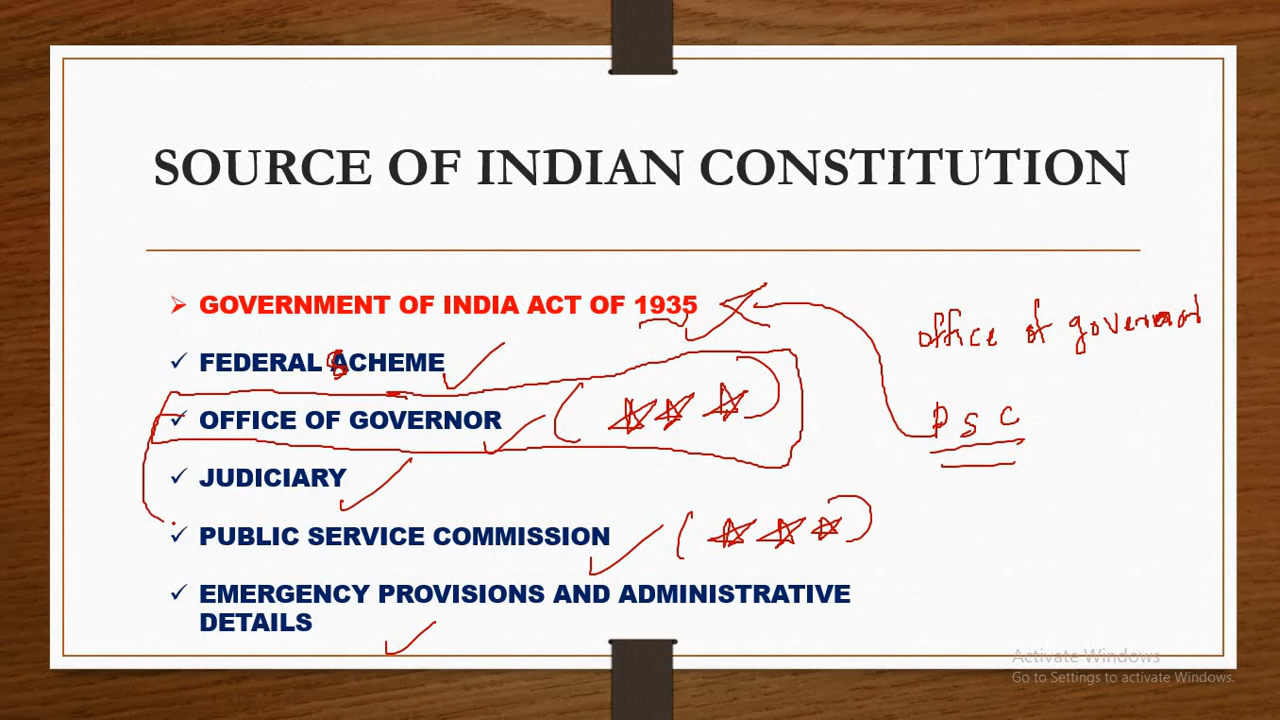 SOURCE OF INDIAN CONSTITUTION
GOVERNMENT OF INDIA ACT OF 1935
FEDERAL ACHEME
S
OFFICE OF GOVERNOR
JUDICIARY
PUBLIC SERVICE COMMISSION
EMERGENCY PROVISIONS AND ADMINISTRATIVE
DETAILS
office of
PSC
Activate Windows
Go to Settings to activate Windows.